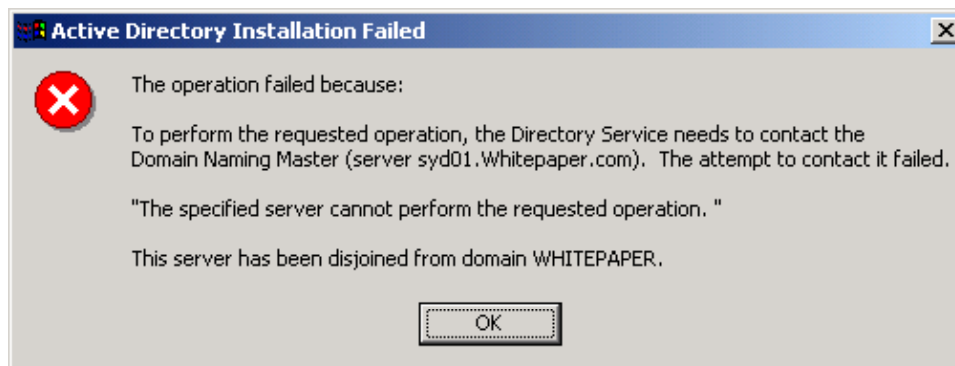 Active Directory Installation Failed
The operation failed because:
To perform the requested operation, the Directory Service needs to contact the
Domain Naming Master (server syd01.Whitepaper.com).  The attempt to contact it failed.
"The specified server cannot perform the requested operation. "
This server has been disjoined from domain WHITEPAPER.
OK